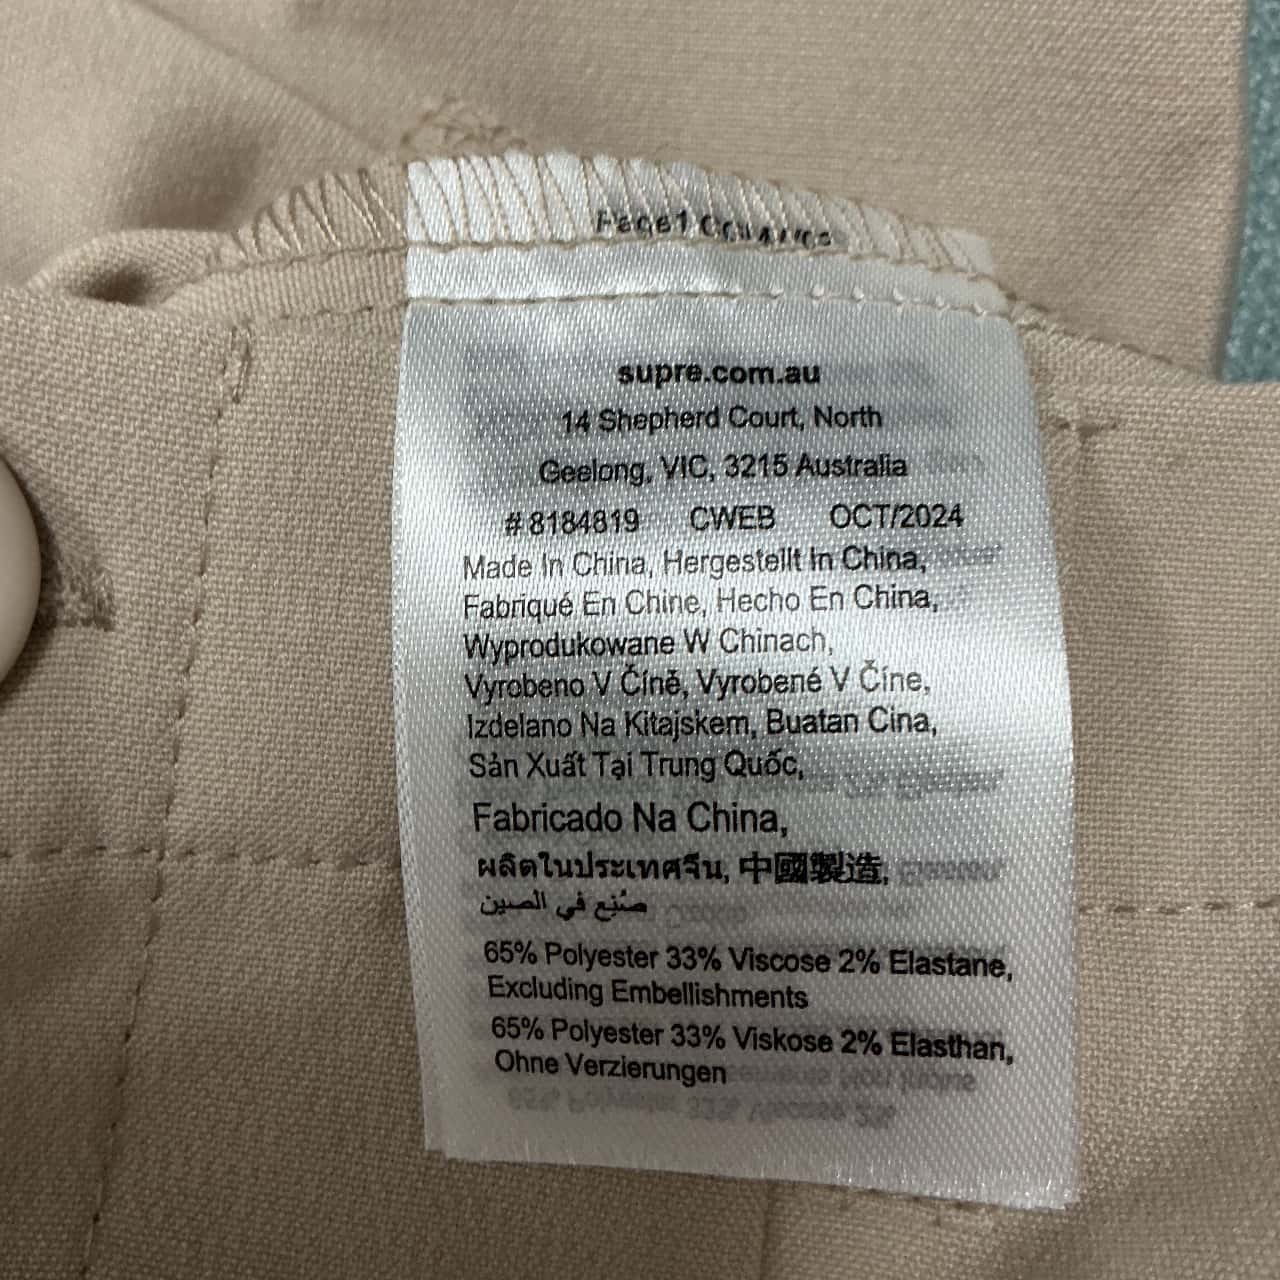 supre.com.au
14 Shepherd Court, North
Geelong, VIC, 3215 Australia
#8184819 CWEB OCT/2024
Made In China, Hergestellt In China,
Fabriqué En Chine, Hecho En China,
Wyprodukowane W Chinach,
Vyrobeno V Číně, Vyrobené V Číne,
Izdelano Na Kitajskem, Buatan Cina,
Sản Xuất Tại Trung Quốc,
Fabricado Na China,
ผลิตในประเทศจีน, 中國製造,
صُنِع في الصين
65% Polyester 33% Viscose 2% Elastane,
Excluding Embellishments
65% Polyester 33% Viskose 2% Elasthan,
Ohne Verzierungen